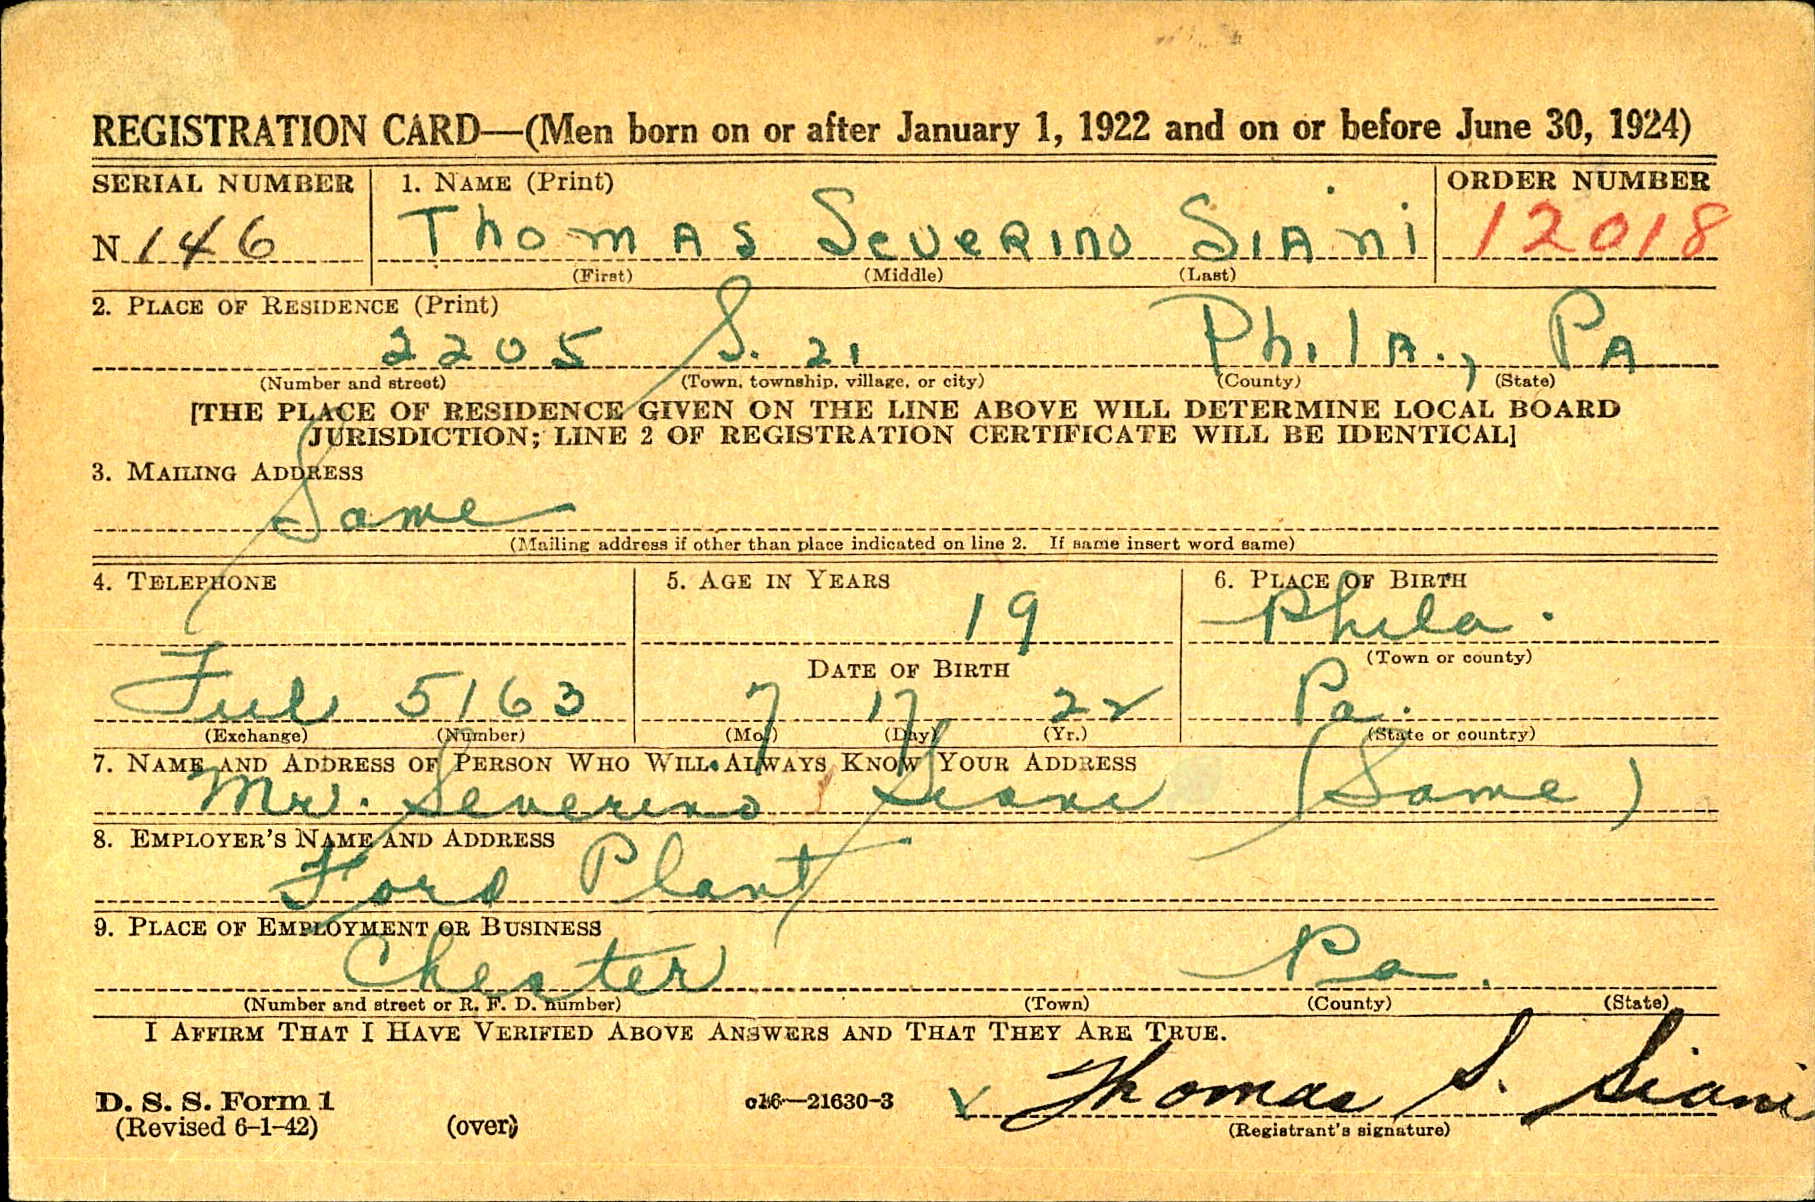 REGISTRATION CARD—(Men born on or after January 1, 1922 and on or before June 30, 1924)
SERIAL NUMBER 1. NAME (Print) ORDER NUMBER
N 146 Thomas Severino Siani 12018
(First) (Middle) (Last)
2. PLACE OF RESIDENCE (Print)
2205 S. 21 Phila., PA
(Number and street) (Town, township, village, or city) (County) (State)
[THE PLACE OF RESIDENCE GIVEN ON THE LINE ABOVE WILL DETERMINE LOCAL BOARD
JURISDICTION; LINE 2 OF REGISTRATION CERTIFICATE WILL BE IDENTICAL]
3. MAILING ADDRESS
Same
(Mailing address if other than place indicated on line 2. If same insert word same)
4. TELEPHONE 5. AGE IN YEARS 6. PLACE OF BIRTH
19 Phila.
DATE OF BIRTH (Town or county)
Ful 5163 7 17 22 Pa.
(Exchange) (Number) (Mo.) (Day) (Yr.) (State or country)
7. NAME AND ADDRESS OF PERSON WHO WILL ALWAYS KNOW YOUR ADDRESS
Mr. Severino Siani (Same)
8. EMPLOYER'S NAME AND ADDRESS
Ford Plant
9. PLACE OF EMPLOYMENT OR BUSINESS
Chester Pa.
(Number and street or R. F. D. number) (Town) (County) (State)
I AFFIRM THAT I HAVE VERIFIED ABOVE ANSWERS AND THAT THEY ARE TRUE.
D. S. S. Form 1 16—21630-3 Thomas S. Siani
(Revised 6-1-42) (over) (Registrant's signature)